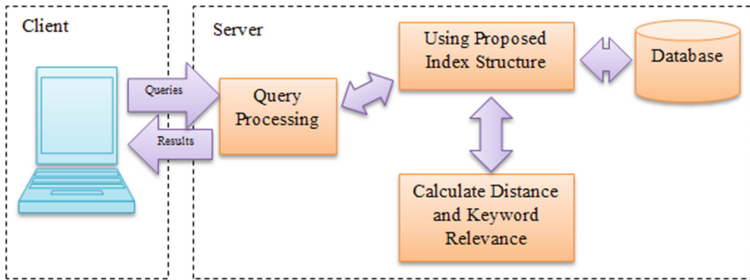 Client
Server
Queries
Results
Query
Processing
Using Proposed
Index Structure
Database
Calculate Distance
and Keyword
Relevance